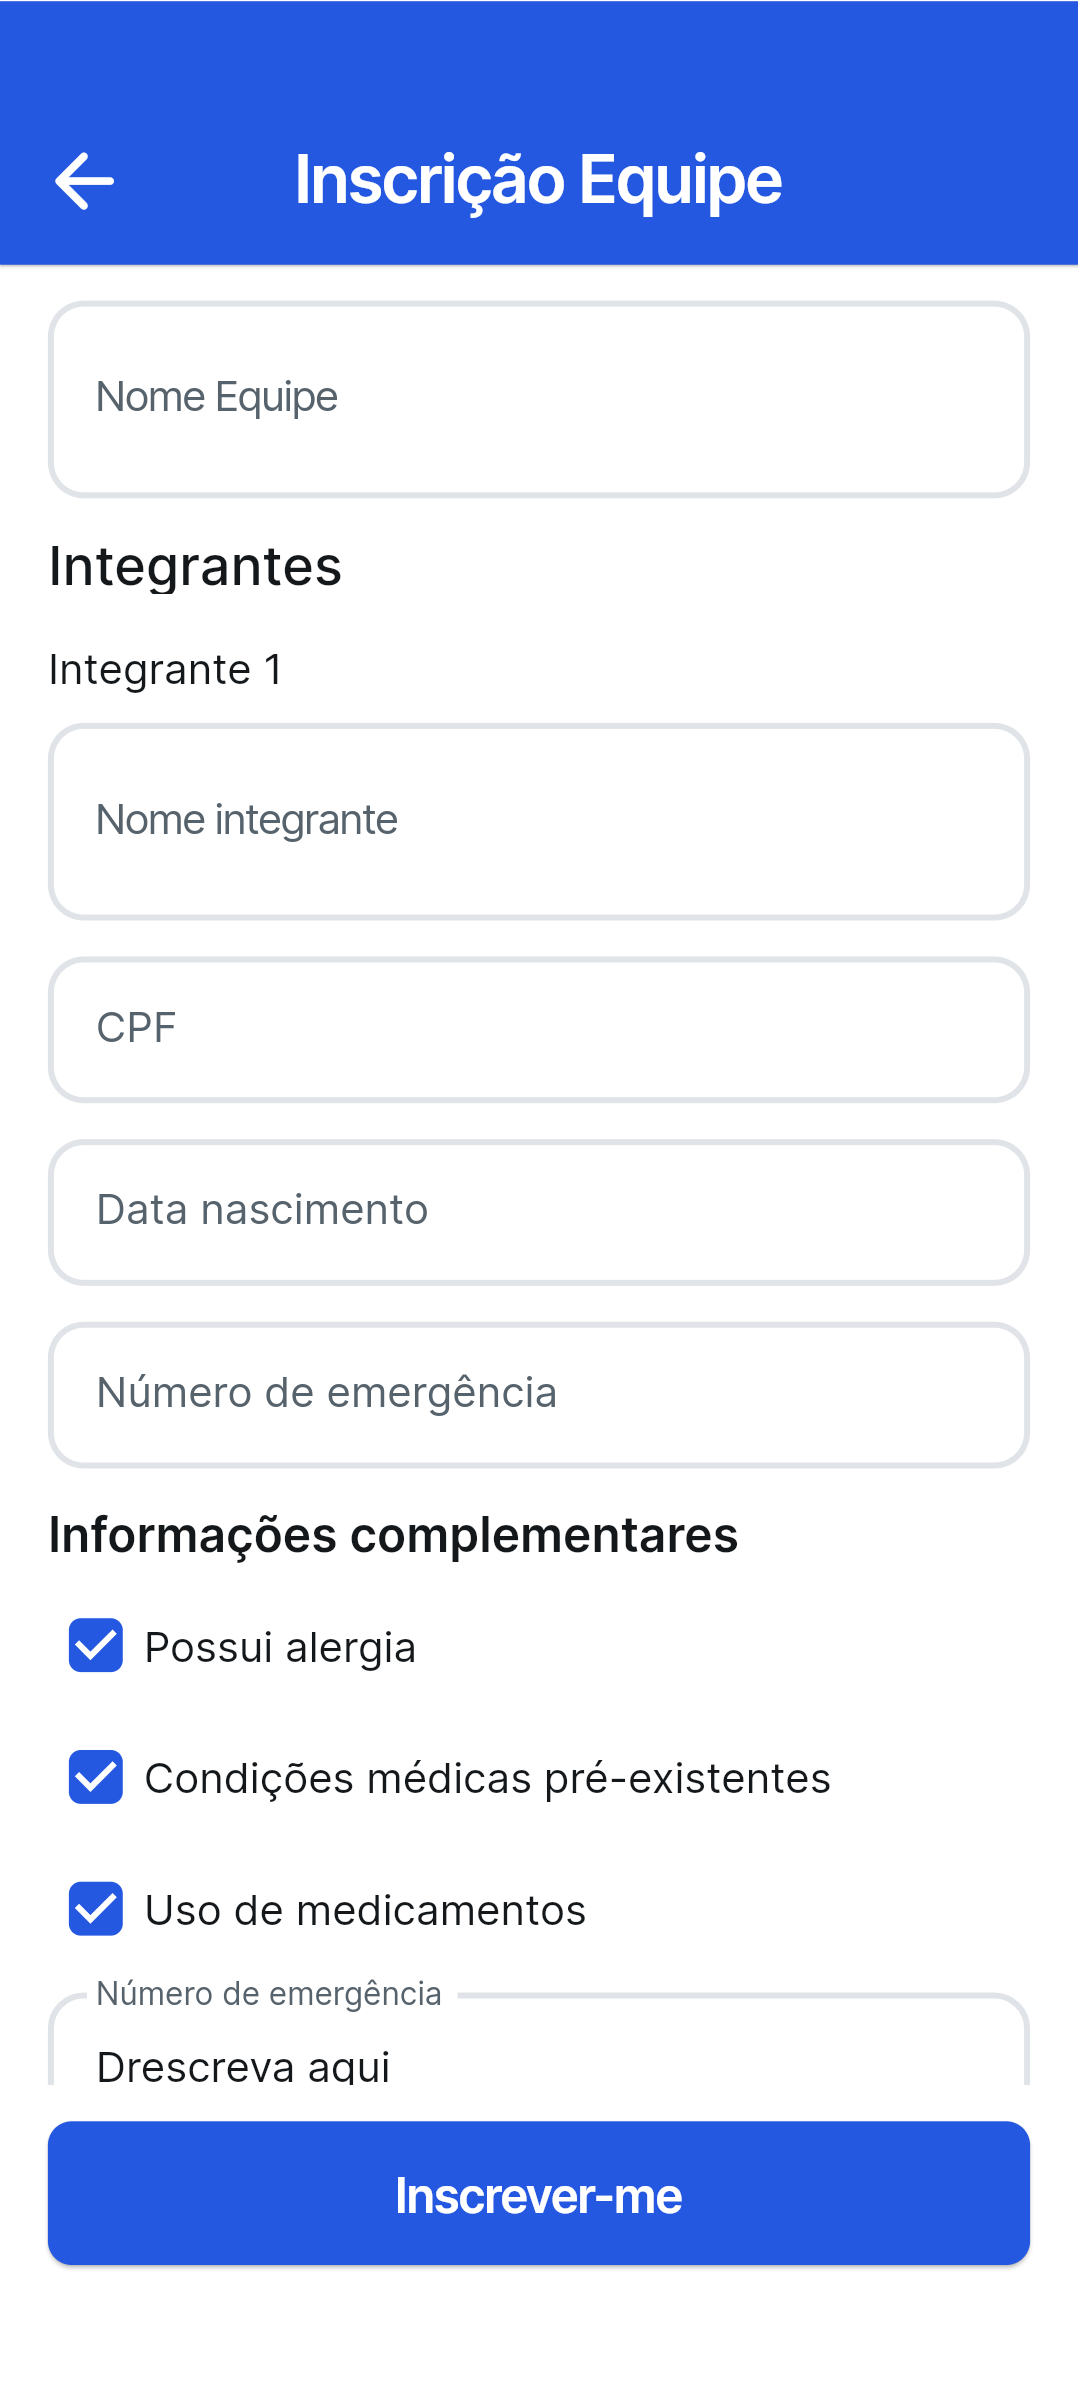 Inscrição Equipe
Nome Equipe
Integrantes
Integrante 1
Nome integrante
CPF
Data nascimento
Número de emergência
Informações complementares
Possui alergia
Condições médicas pré-existentes
Uso de medicamentos
Número de emergência
Drescreva aqui
Inscrever-me